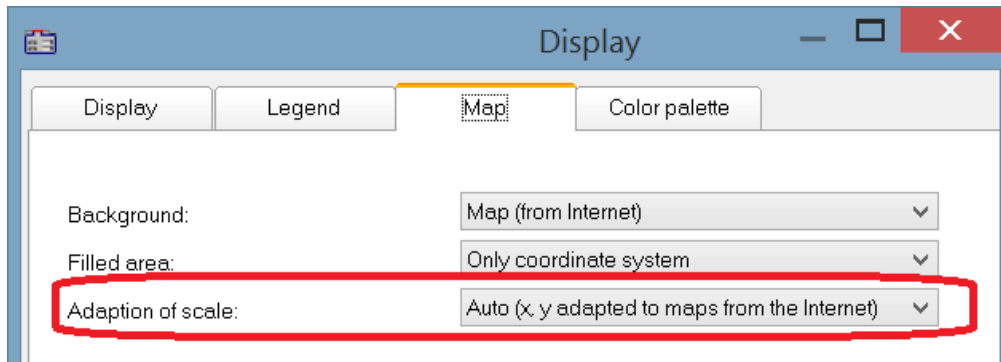 Display
Display Legend Map Color palette
Background: Map (from Internet)
Filled area: Only coordinate system
Adaption of scale: Auto (x, y adapted to maps from the Internet)